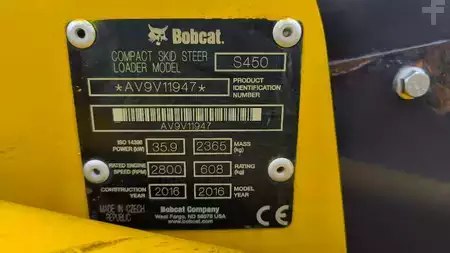 Bobcat.
COMPACT SKID STEER
LOADER MODEL S450
*AV9V11947* PRODUCT IDENTIFICATION NUMBER
AV9V11947
ISO 14396 POWER (kW) 35.9 2365 MASS (kg)
RATED ENGINE SPEED (RPM) 2800 608 RATING (kg)
CONSTRUCTION YEAR 2016 2016 MODEL YEAR
MADE IN CZECH REPUBLIC
Bobcat Company
West Fargo, ND 58078 USA
www.bobcat.com
CE
F